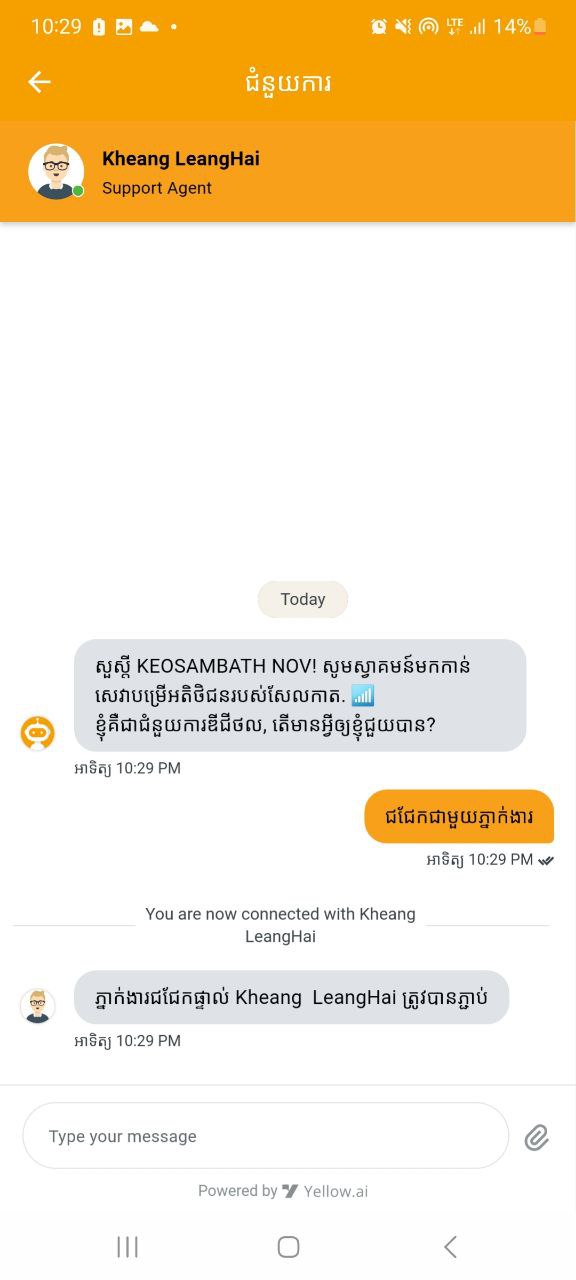 10:29
LTE
14%
ជំនួយការ
Kheang LeangHai
Support Agent
Today
សួស្តី KEOSAMBATH NOV! សូមស្វាគមន៍មកកាន់
សេវាបម្រើអតិថិជនរបស់សែលកាត. 📶
ខ្ញុំគឺជាជំនួយការឌីជីថល, តើមានអ្វីឲ្យខ្ញុំជួយបាន?
អាទិត្យ 10:29 PM
ជជែកជាមួយភ្នាក់ងារ
អាទិត្យ 10:29 PM
You are now connected with Kheang
LeangHai
ភ្នាក់ងារជជែកផ្ទាល់ Kheang  LeangHai ត្រូវបានភ្ជាប់
អាទិត្យ 10:29 PM
Type your message
Powered by Yellow.ai